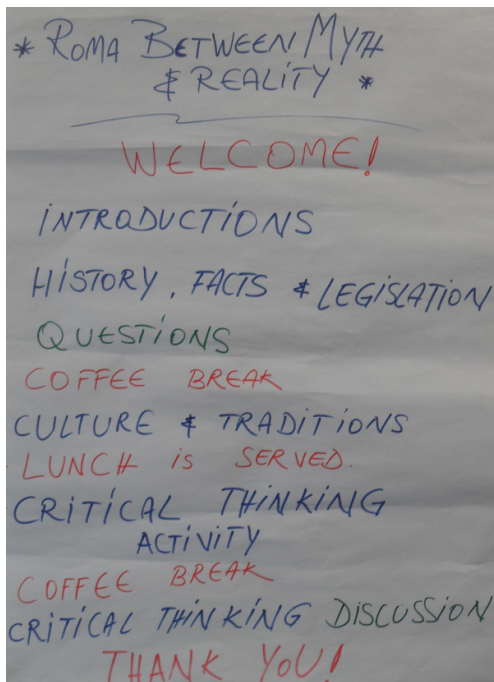 * ROMA BETWEEN MYTH
& REALITY *
WELCOME!
INTRODUCTIONS
HISTORY, FACTS & LEGISLATION
QUESTIONS
COFFEE BREAK
CULTURE & TRADITIONS
LUNCH is SERVED.
CRITICAL THINKING
ACTIVITY
COFFEE BREAK
CRITICAL THINKING DISCUSSION
THANK YOU!